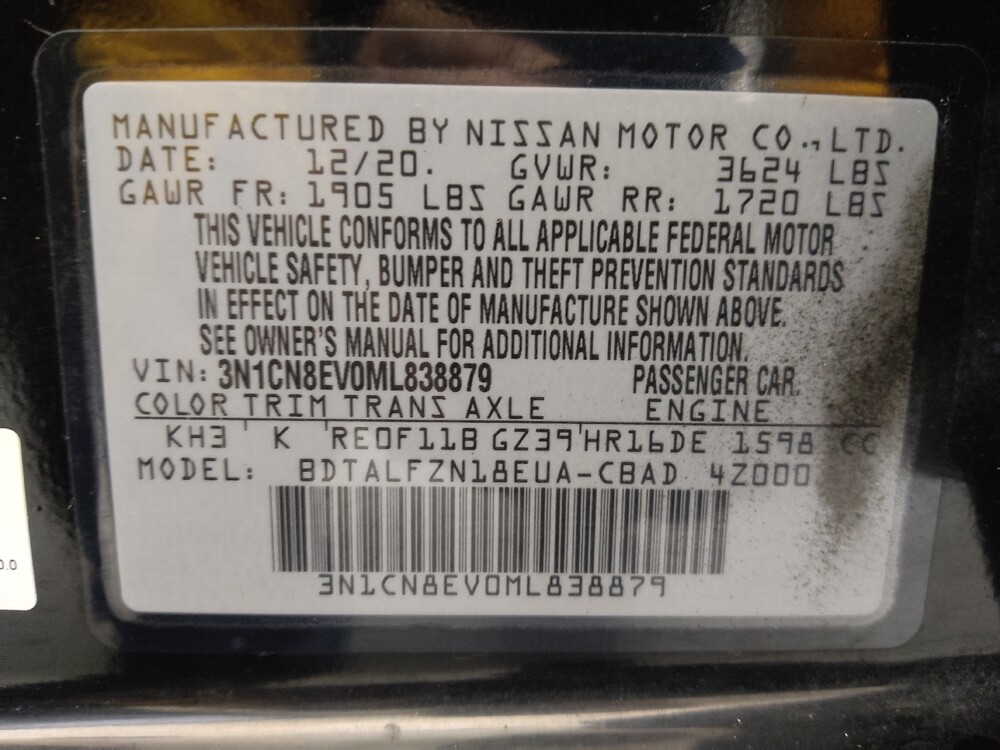 MANUFACTURED BY NISSAN MOTOR CO.,LTD.
DATE: 12/20. GVWR: 3624 LBS
GAWR FR: 1905 LBS GAWR RR: 1720 LBS
THIS VEHICLE CONFORMS TO ALL APPLICABLE FEDERAL MOTOR
VEHICLE SAFETY, BUMPER AND THEFT PREVENTION STANDARDS
IN EFFECT ON THE DATE OF MANUFACTURE SHOWN ABOVE.
SEE OWNER'S MANUAL FOR ADDITIONAL INFORMATION.
VIN: 3N1CN8EV0ML838879 PASSENGER CAR.
COLOR TRIM TRANS AXLE ENGINE
KH3 ' K 'RE0F11B GZ39'HR16DE 1598 CC
MODEL: BDTALFZN18EUA-CBAD 4Z000
3N1CN8EV0ML838879